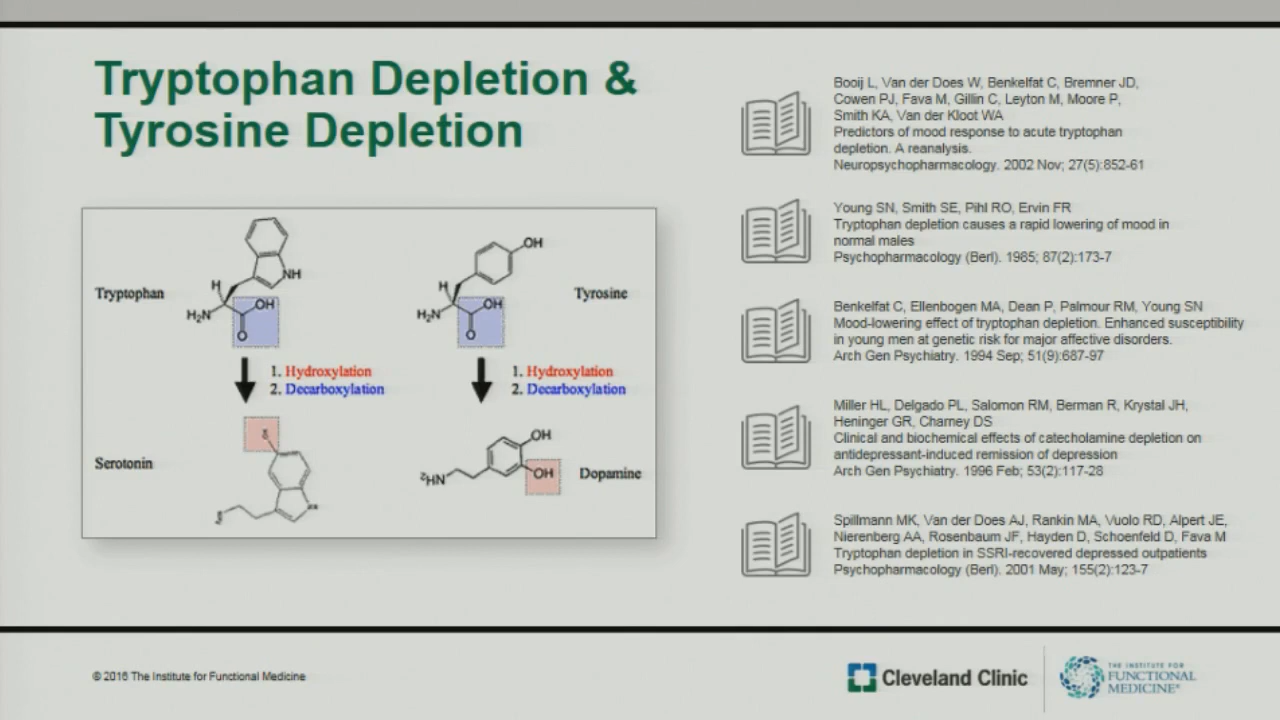 Tryptophan Depletion &
Tyrosine Depletion
Tryptophan
H
H₂N
NH
OH
O
1. Hydroxylation
2. Decarboxylation
Serotonin
Tyrosine
OH
H
H₂N
OH
O
1. Hydroxylation
2. Decarboxylation
OH
OH
Dopamine
Booij L, Van der Does W, Benkelfat C, Bremner JD,
Cowen PJ, Fava M, Gillin C, Leyton M, Moore P,
Smith KA, Van der Kloot WA
Predictors of mood response to acute tryptophan
depletion. A reanalysis.
Neuropsychopharmacology. 2002 Nov; 27(5):852-61
Young SN, Smith SE, Pihl RO, Ervin FR
Tryptophan depletion causes a rapid lowering of mood in
normal males
Psychopharmacology (Berl). 1985; 87(2):173-7
Benkelfat C, Ellenbogen MA, Dean P, Palmour RM, Young SN
Mood-lowering effect of tryptophan depletion. Enhanced susceptibility
in young men at genetic risk for major affective disorders.
Arch Gen Psychiatry. 1994 Sep; 51(9):687-97
Miller HL, Delgado PL, Salomon RM, Berman R, Krystal JH,
Heninger GR, Charney DS
Clinical and biochemical effects of catecholamine depletion on
antidepressant-induced remission of depression
Arch Gen Psychiatry. 1996 Feb; 53(2):117-28
Spillmann MK, Van der Does AJ, Rankin MA, Vuolo RD, Alpert JE,
Nierenberg AA, Rosenbaum JF, Hayden D, Schoenfeld D, Fava M
Tryptophan depletion in SSRI-recovered depressed outpatients
Psychopharmacology (Berl). 2001 May; 155(2):123-7
© 2016 The Institute for Functional Medicine
Cleveland Clinic
THE INSTITUTE FOR
FUNCTIONAL
MEDICINE®